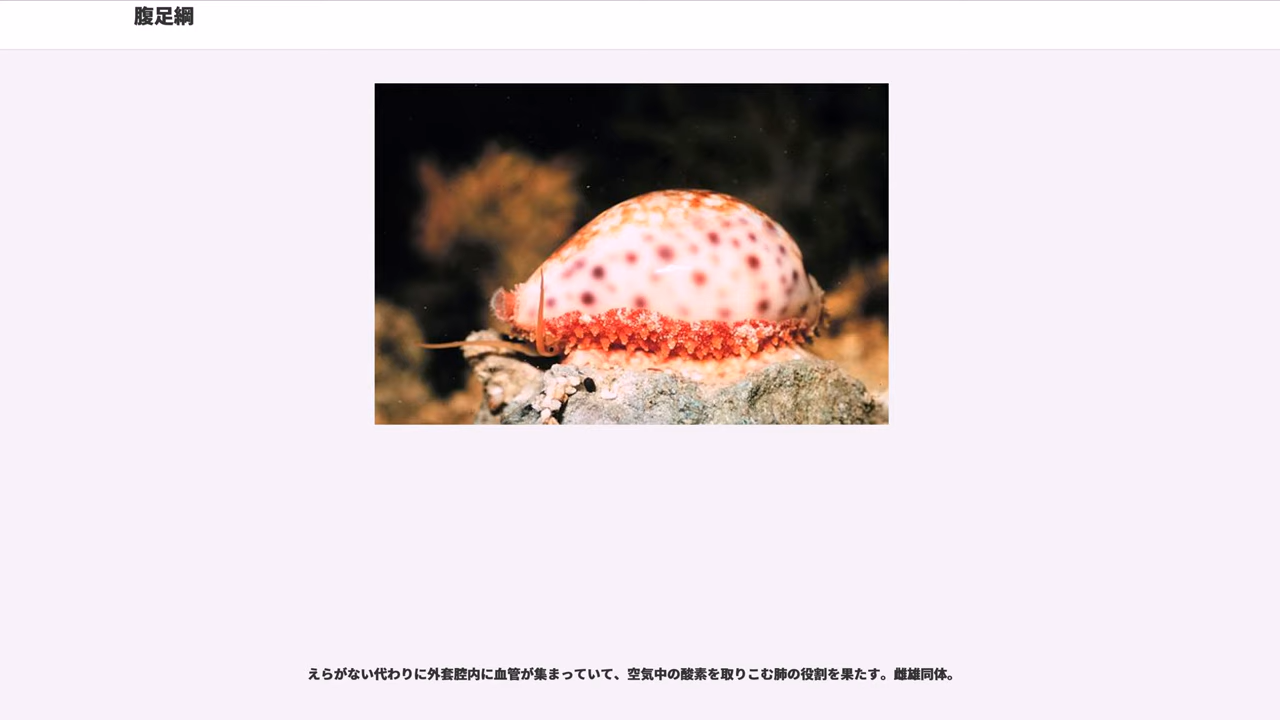 腹足綱
えらがない代わりに外套腔内に血管が集まっていて、空気中の酸素を取りこむ肺の役割を果たす。雌雄同体。